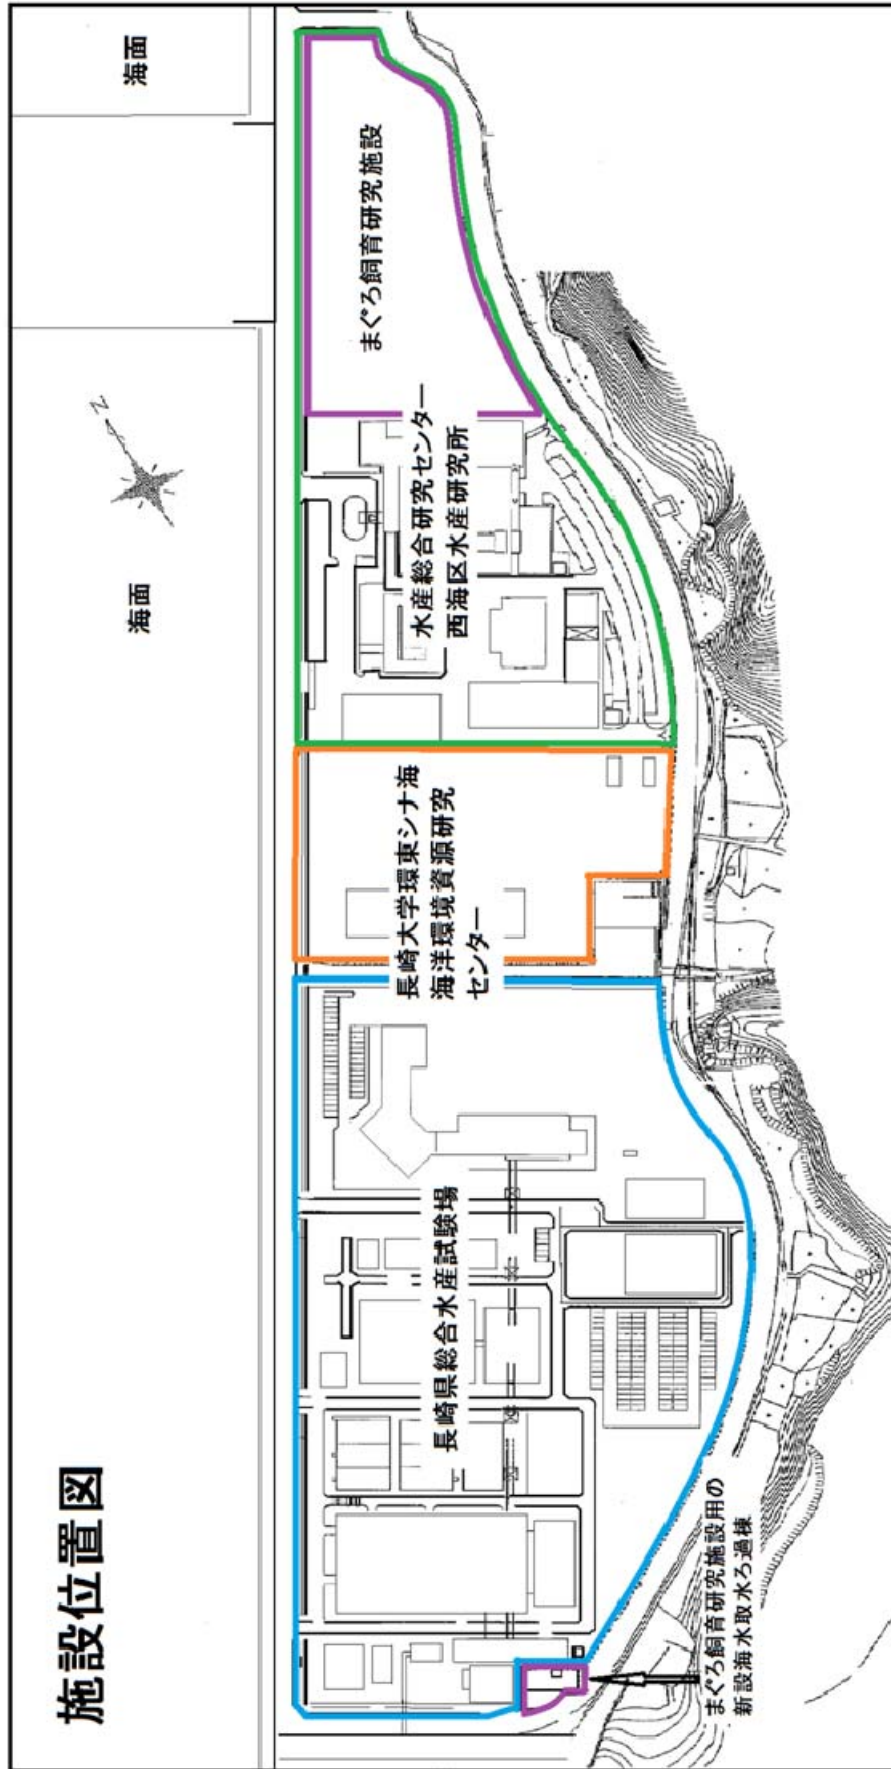 施設位置図
海面
海面
N
まぐろ飼育研究施設
水産総合研究センター
西海区水産研究所
長崎大学環東シナ海
海洋環境資源研究
センター
長崎県総合水産試験場
まぐろ飼育研究施設用の
新設海水取水ろ過棟